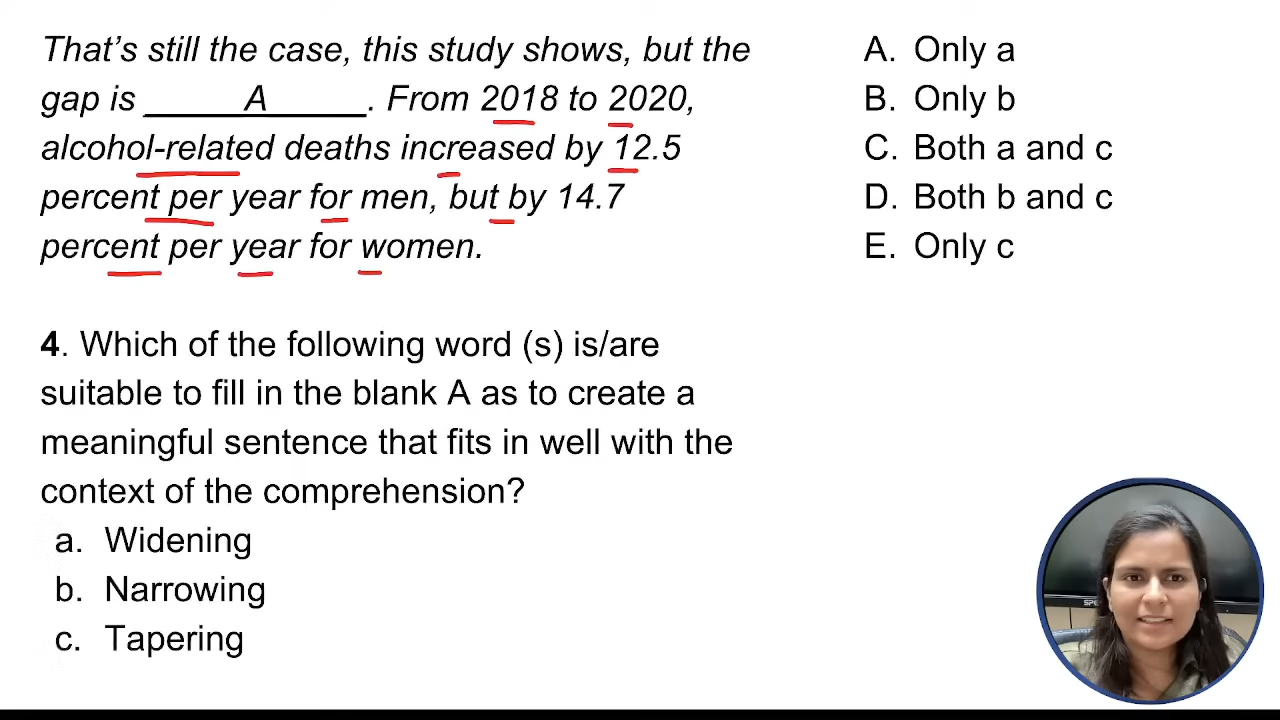 That’s still the case, this study shows, but the
gap is _____A_____. From 2018 to 2020,
alcohol-related deaths increased by 12.5
percent per year for men, but by 14.7
percent per year for women.
A. Only a
B. Only b
C. Both a and c
D. Both b and c
E. Only c
4. Which of the following word (s) is/are
suitable to fill in the blank A as to create a
meaningful sentence that fits in well with the
context of the comprehension?
a. Widening
b. Narrowing
c. Tapering